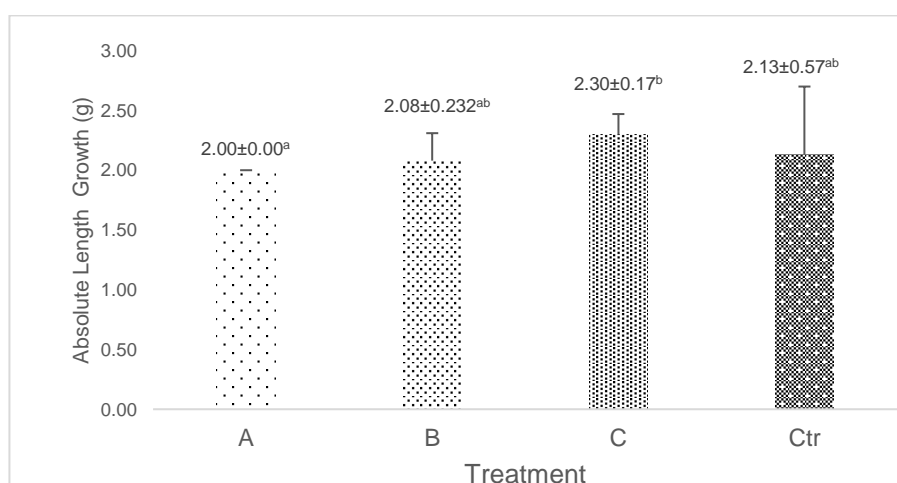 3.00
2.50
2.00
1.50
1.00
0.50
0.00
Absolute Length Growth (g)
2.00±0.00ᵃ
2.08±0.232ᵃᵇ
2.30±0.17ᵇ
2.13±0.57ᵃᵇ
A B C Ctr
Treatment